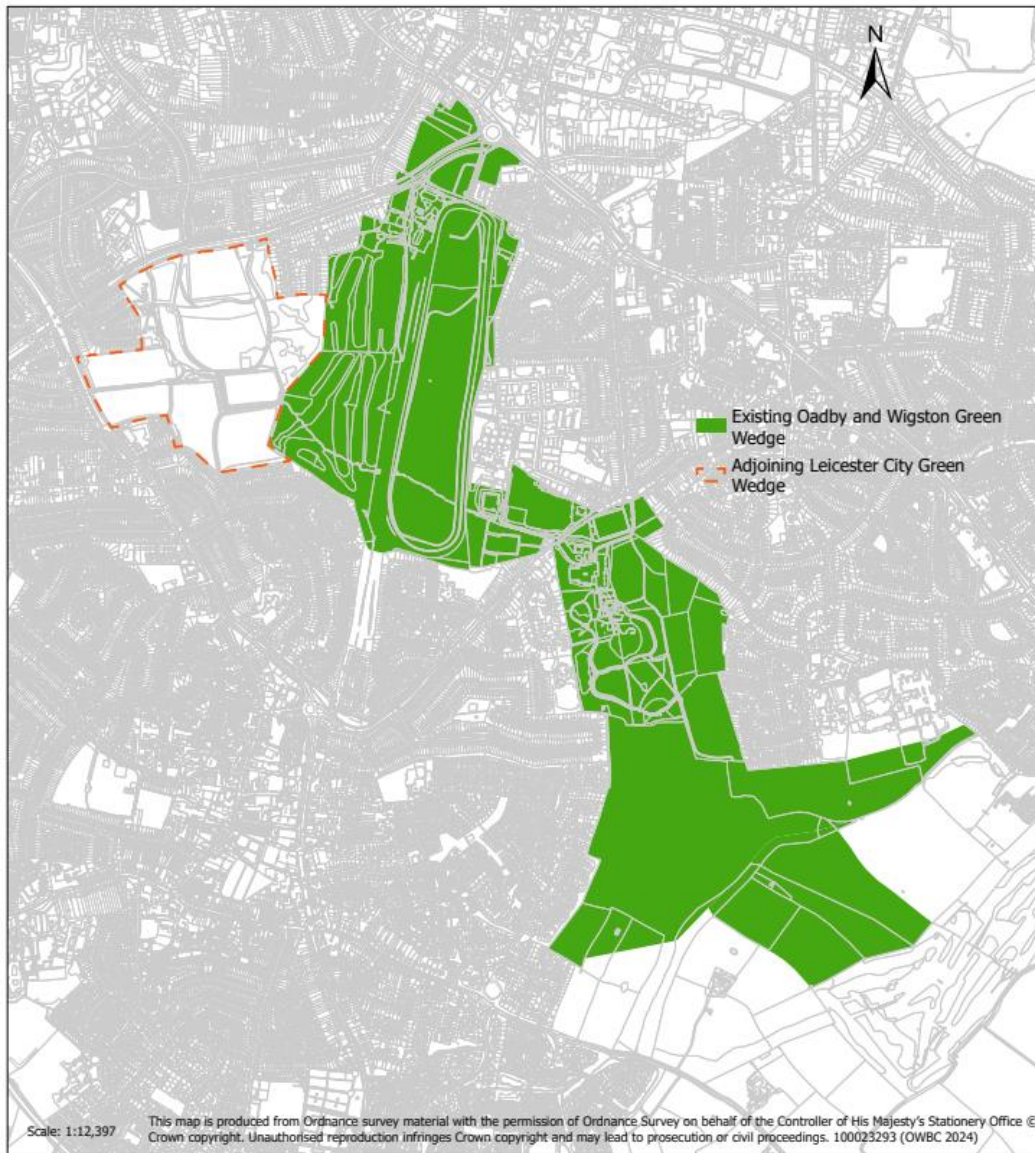 N
Existing Oadby and Wigston Green
Wedge
Adjoining Leicester City Green
Wedge
Scale: 1:12,397
This map is produced from Ordnance survey material with the permission of Ordnance Survey on behalf of the Controller of His Majesty's Stationery Office ©
Crown copyright. Unauthorised reproduction infringes Crown copyright and may lead to prosecution or civil proceedings. 100023293 (OWBC 2024)